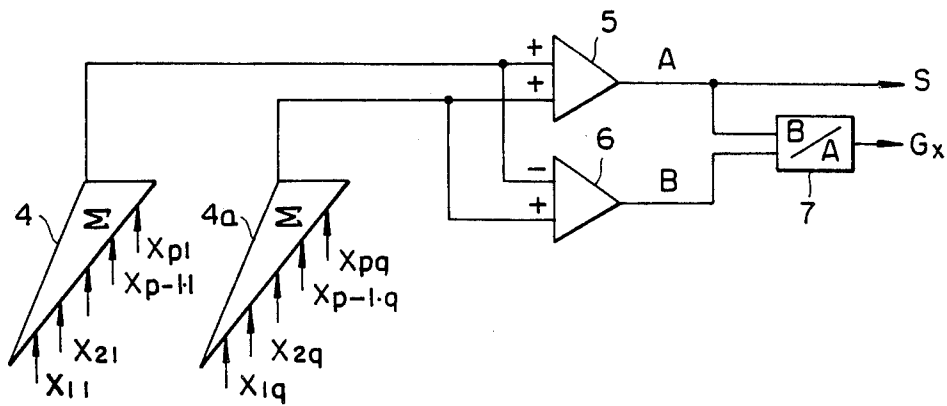 5
+
A
+
S
B/A
Gx
7
6
−
B
+
4
Σ
Xp1
Xp-1·1
X21
X11
4a
Σ
Xpq
Xp-1·q
X2q
X1q